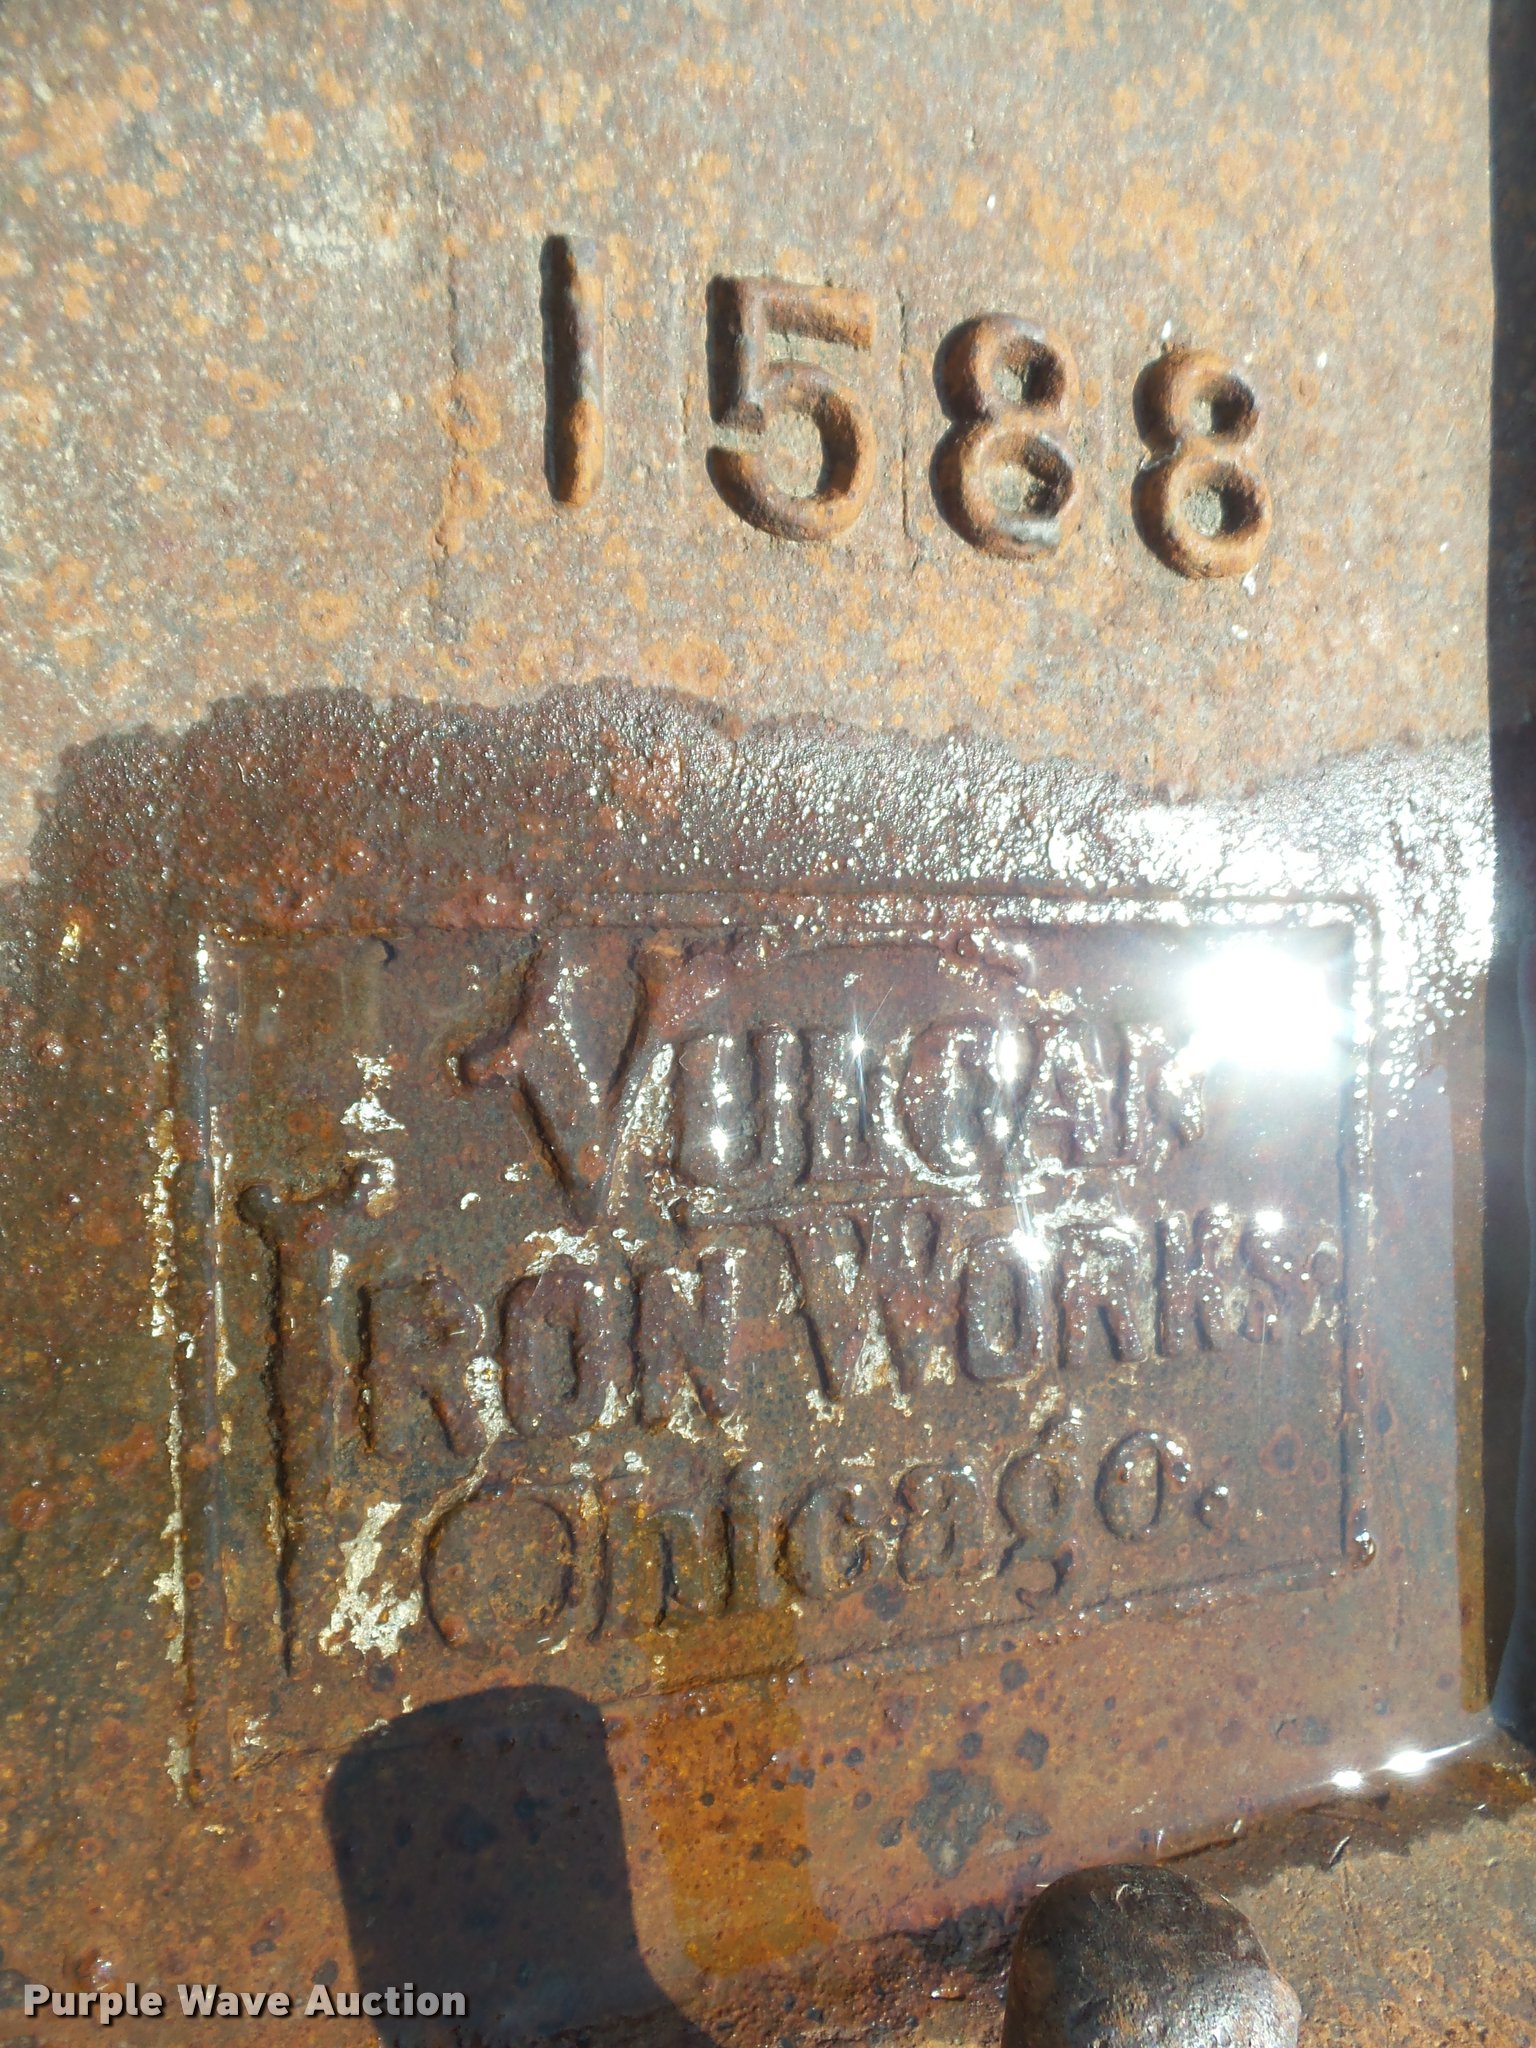 1588
VULCAN
IRON WORKS,
Chicago.
Purple Wave Auction